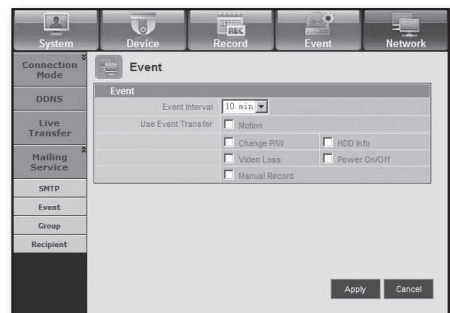 System Device Record Event Network
REC
Connection Mode
DDNS
Live Transfer
Mailing Service
SMTP
Event
Group
Recipient
Event
Event
Event Interval 10 min
Use Event Transfer Motion
Change P/W HDD Info
Video Loss Power On/Off
Manual Record
Apply Cancel